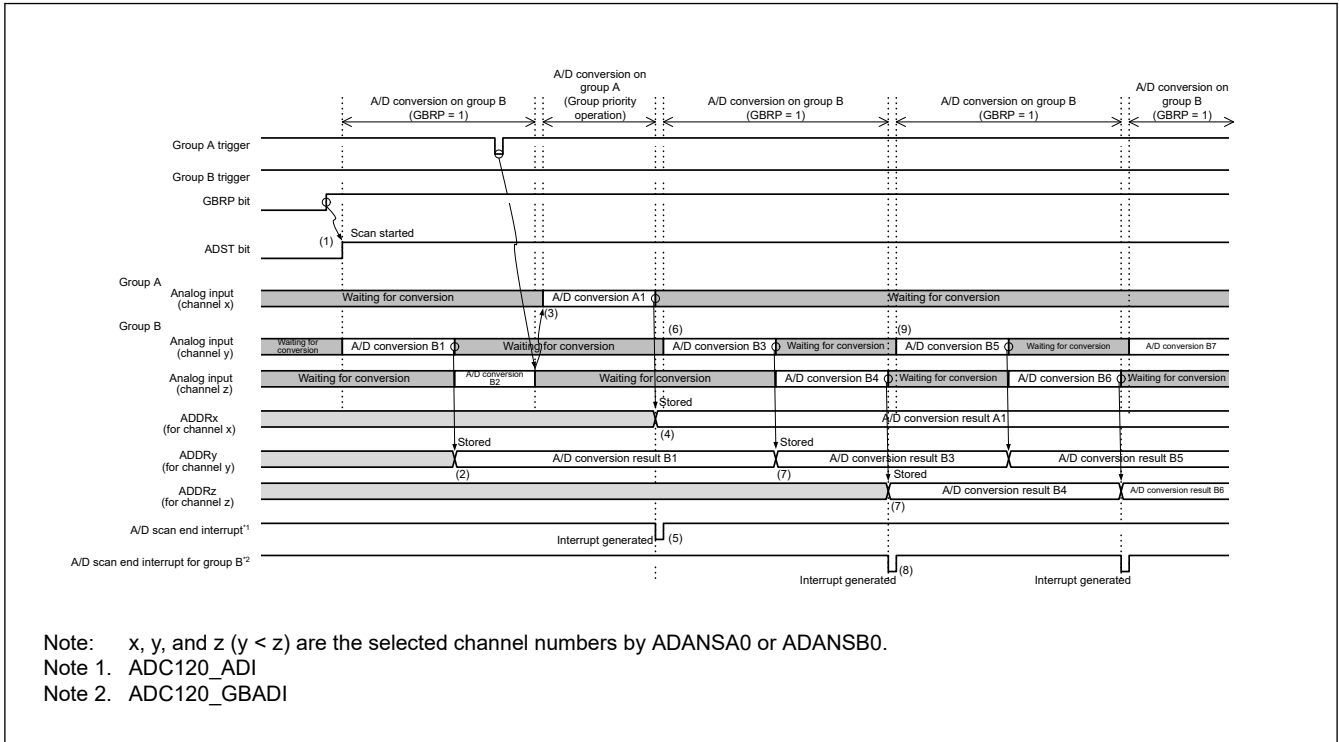 A/D conversion on group B
(GBRP = 1)
A/D conversion on
group A
(Group priority
operation)
A/D conversion on group B
(GBRP = 1)
A/D conversion on group B
(GBRP = 1)
A/D conversion on
group B
(GBRP = 1)
Group A trigger
Group B trigger
GBRP bit
(1)
Scan started
ADST bit
Group A
Analog input
(channel x)
Waiting for conversion
A/D conversion A1
Waiting for conversion
(3)
Group B
(6)
(9)
Analog input
(channel y)
Waiting for
conversion
A/D conversion B1
Waiting for conversion
A/D conversion B3
Waiting for conversion
A/D conversion B5
Waiting for conversion
A/D conversion B7
Analog input
(channel z)
Waiting for conversion
A/D conversion
B2
Waiting for conversion
A/D conversion B4
Waiting for conversion
A/D conversion B6
Waiting for conversion
Stored
ADDRx
(for channel x)
A/D conversion result A1
(4)
Stored
Stored
ADDRy
(for channel y)
A/D conversion result B1
A/D conversion result B3
A/D conversion result B5
(2)
(7)
Stored
ADDRz
(for channel z)
A/D conversion result B4
A/D conversion result B6
(7)
A/D scan end interrupt*1
Interrupt generated
(5)
A/D scan end interrupt for group B*2
(8)
Interrupt generated
Interrupt generated
Note: x, y, and z (y < z) are the selected channel numbers by ADANSA0 or ADANSB0.
Note 1. ADC120_ADI
Note 2. ADC120_GBADI